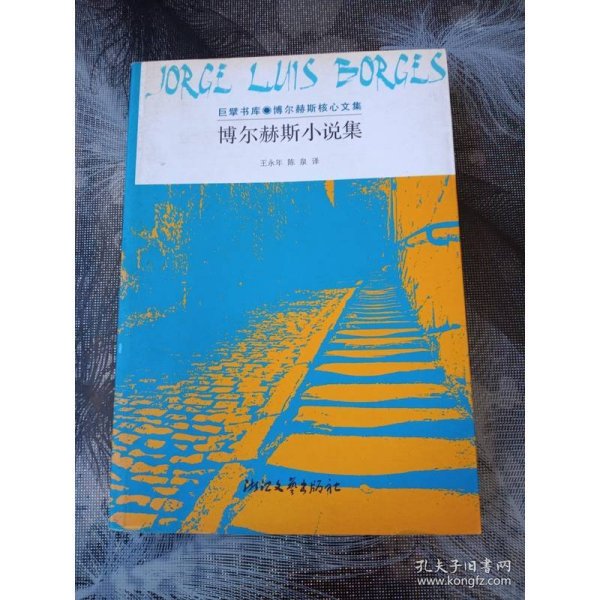 JORGE LUIS BORGES
巨擘书库●博尔赫斯核心文集
博尔赫斯小说集
王永年 陈泉 译
浙江文艺出版社
孔夫子旧书网
www.kongfz.com